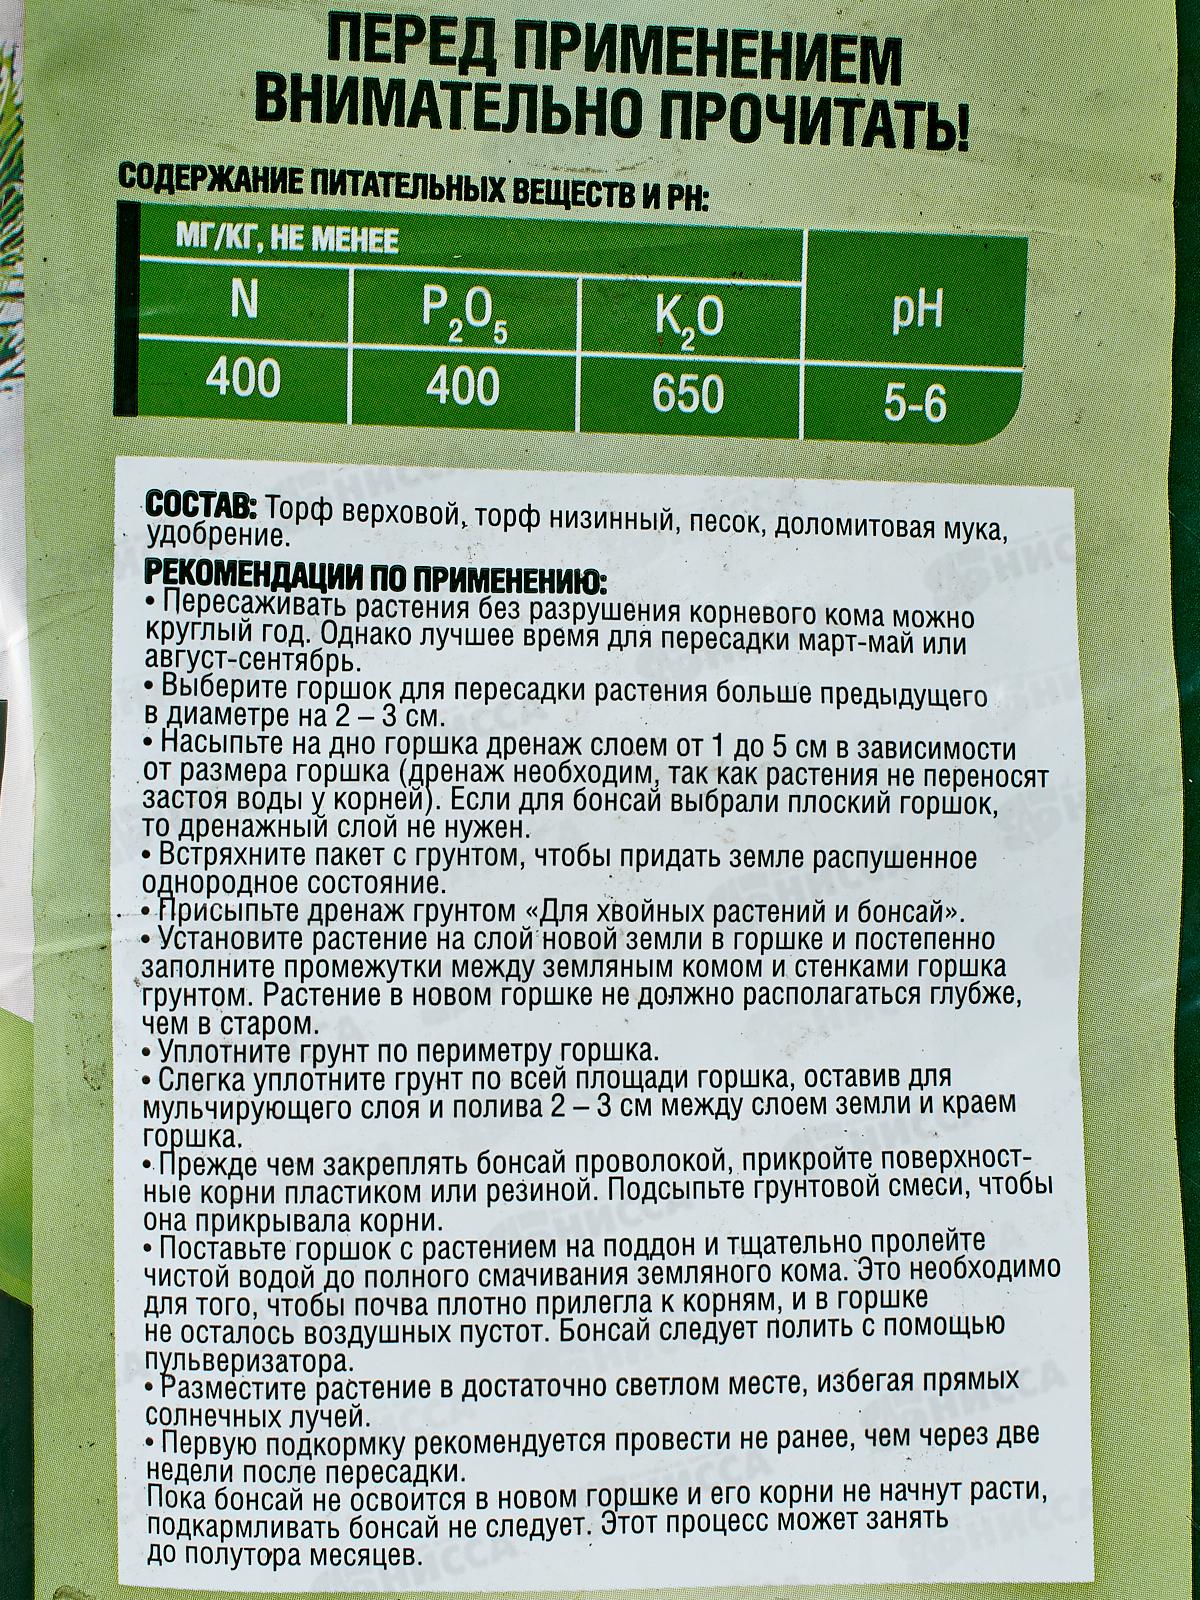 ПЕРЕД ПРИМЕНЕНИЕМ
ВНИМАТЕЛЬНО ПРОЧИТАТЬ!
СОДЕРЖАНИЕ ПИТАТЕЛЬНЫХ ВЕЩЕСТВ И PH:
МГ/КГ, НЕ МЕНЕЕ
N P₂O₅ K₂O pH
400 400 650 5-6
СОСТАВ: Торф верховой, торф низинный, песок, доломитовая мука,
удобрение.
РЕКОМЕНДАЦИИ ПО ПРИМЕНЕНИЮ:
• Пересаживать растения без разрушения корневого кома можно
круглый год. Однако лучшее время для пересадки март-май или
август-сентябрь.
• Выберите горшок для пересадки растения больше предыдущего
в диаметре на 2 – 3 см.
• Насыпьте на дно горшка дренаж слоем от 1 до 5 см в зависимости
от размера горшка (дренаж необходим, так как растения не переносят
застоя воды у корней). Если для бонсай выбрали плоский горшок,
то дренажный слой не нужен.
• Встряхните пакет с грунтом, чтобы придать земле распушенное
однородное состояние.
• Присыпьте дренаж грунтом «Для хвойных растений и бонсай».
• Установите растение на слой новой земли в горшке и постепенно
заполните промежутки между земляным комом и стенками горшка
грунтом. Растение в новом горшке не должно располагаться глубже,
чем в старом.
• Уплотните грунт по периметру горшка.
• Слегка уплотните грунт по всей площади горшка, оставив для
мульчирующего слоя и полива 2 – 3 см между слоем земли и краем
горшка.
• Прежде чем закреплять бонсай проволокой, прикройте поверхност-
ные корни пластиком или резиной. Подсыпьте грунтовой смеси, чтобы
она прикрывала корни.
• Поставьте горшок с растением на поддон и тщательно пролейте
чистой водой до полного смачивания земляного кома. Это необходимо
для того, чтобы почва плотно прилегла к корням, и в горшке
не осталось воздушных пустот. Бонсай следует полить с помощью
пульверизатора.
• Разместите растение в достаточно светлом месте, избегая прямых
солнечных лучей.
• Первую подкормку рекомендуется провести не ранее, чем через две
недели после пересадки.
Пока бонсай не освоится в новом горшке и его корни не начнут расти,
подкармливать бонсай не следует. Этот процесс может занять
до полутора месяцев.